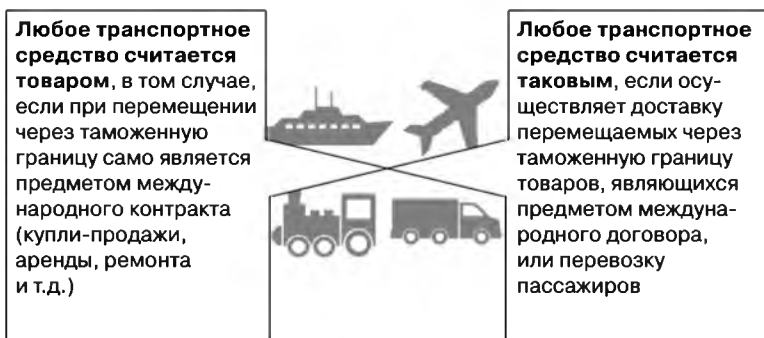 Любое транспортное
средство считается
товаром, в том случае,
если при перемещении
через таможенную
границу само является
предметом между-
народного контракта
(купли-продажи,
аренды, ремонта
и т.д.)
Любое транспортное
средство считается
таковым, если осу-
ществляет доставку
перемещаемых через
таможенную границу
товаров, являющихся
предметом междуна-
родного договора,
или перевозку
пассажиров